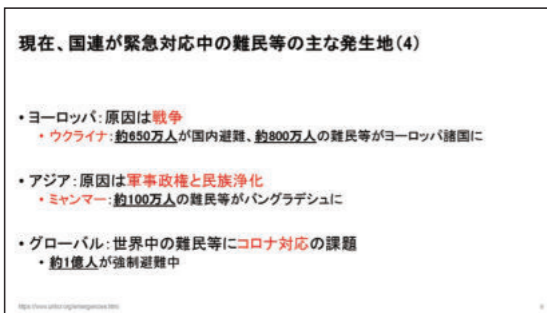 現在、国連が緊急対応中の難民等の主な発生地(4)
• ヨーロッパ:原因は戦争
• ウクライナ:約650万人が国内避難、約800万人の難民等がヨーロッパ諸国に
• アジア:原因は軍事政権と民族浄化
• ミャンマー:約100万人の難民等がバングラデシュに
• グローバル:世界中の難民等にコロナ対応の課題
• 約1億人が強制避難中